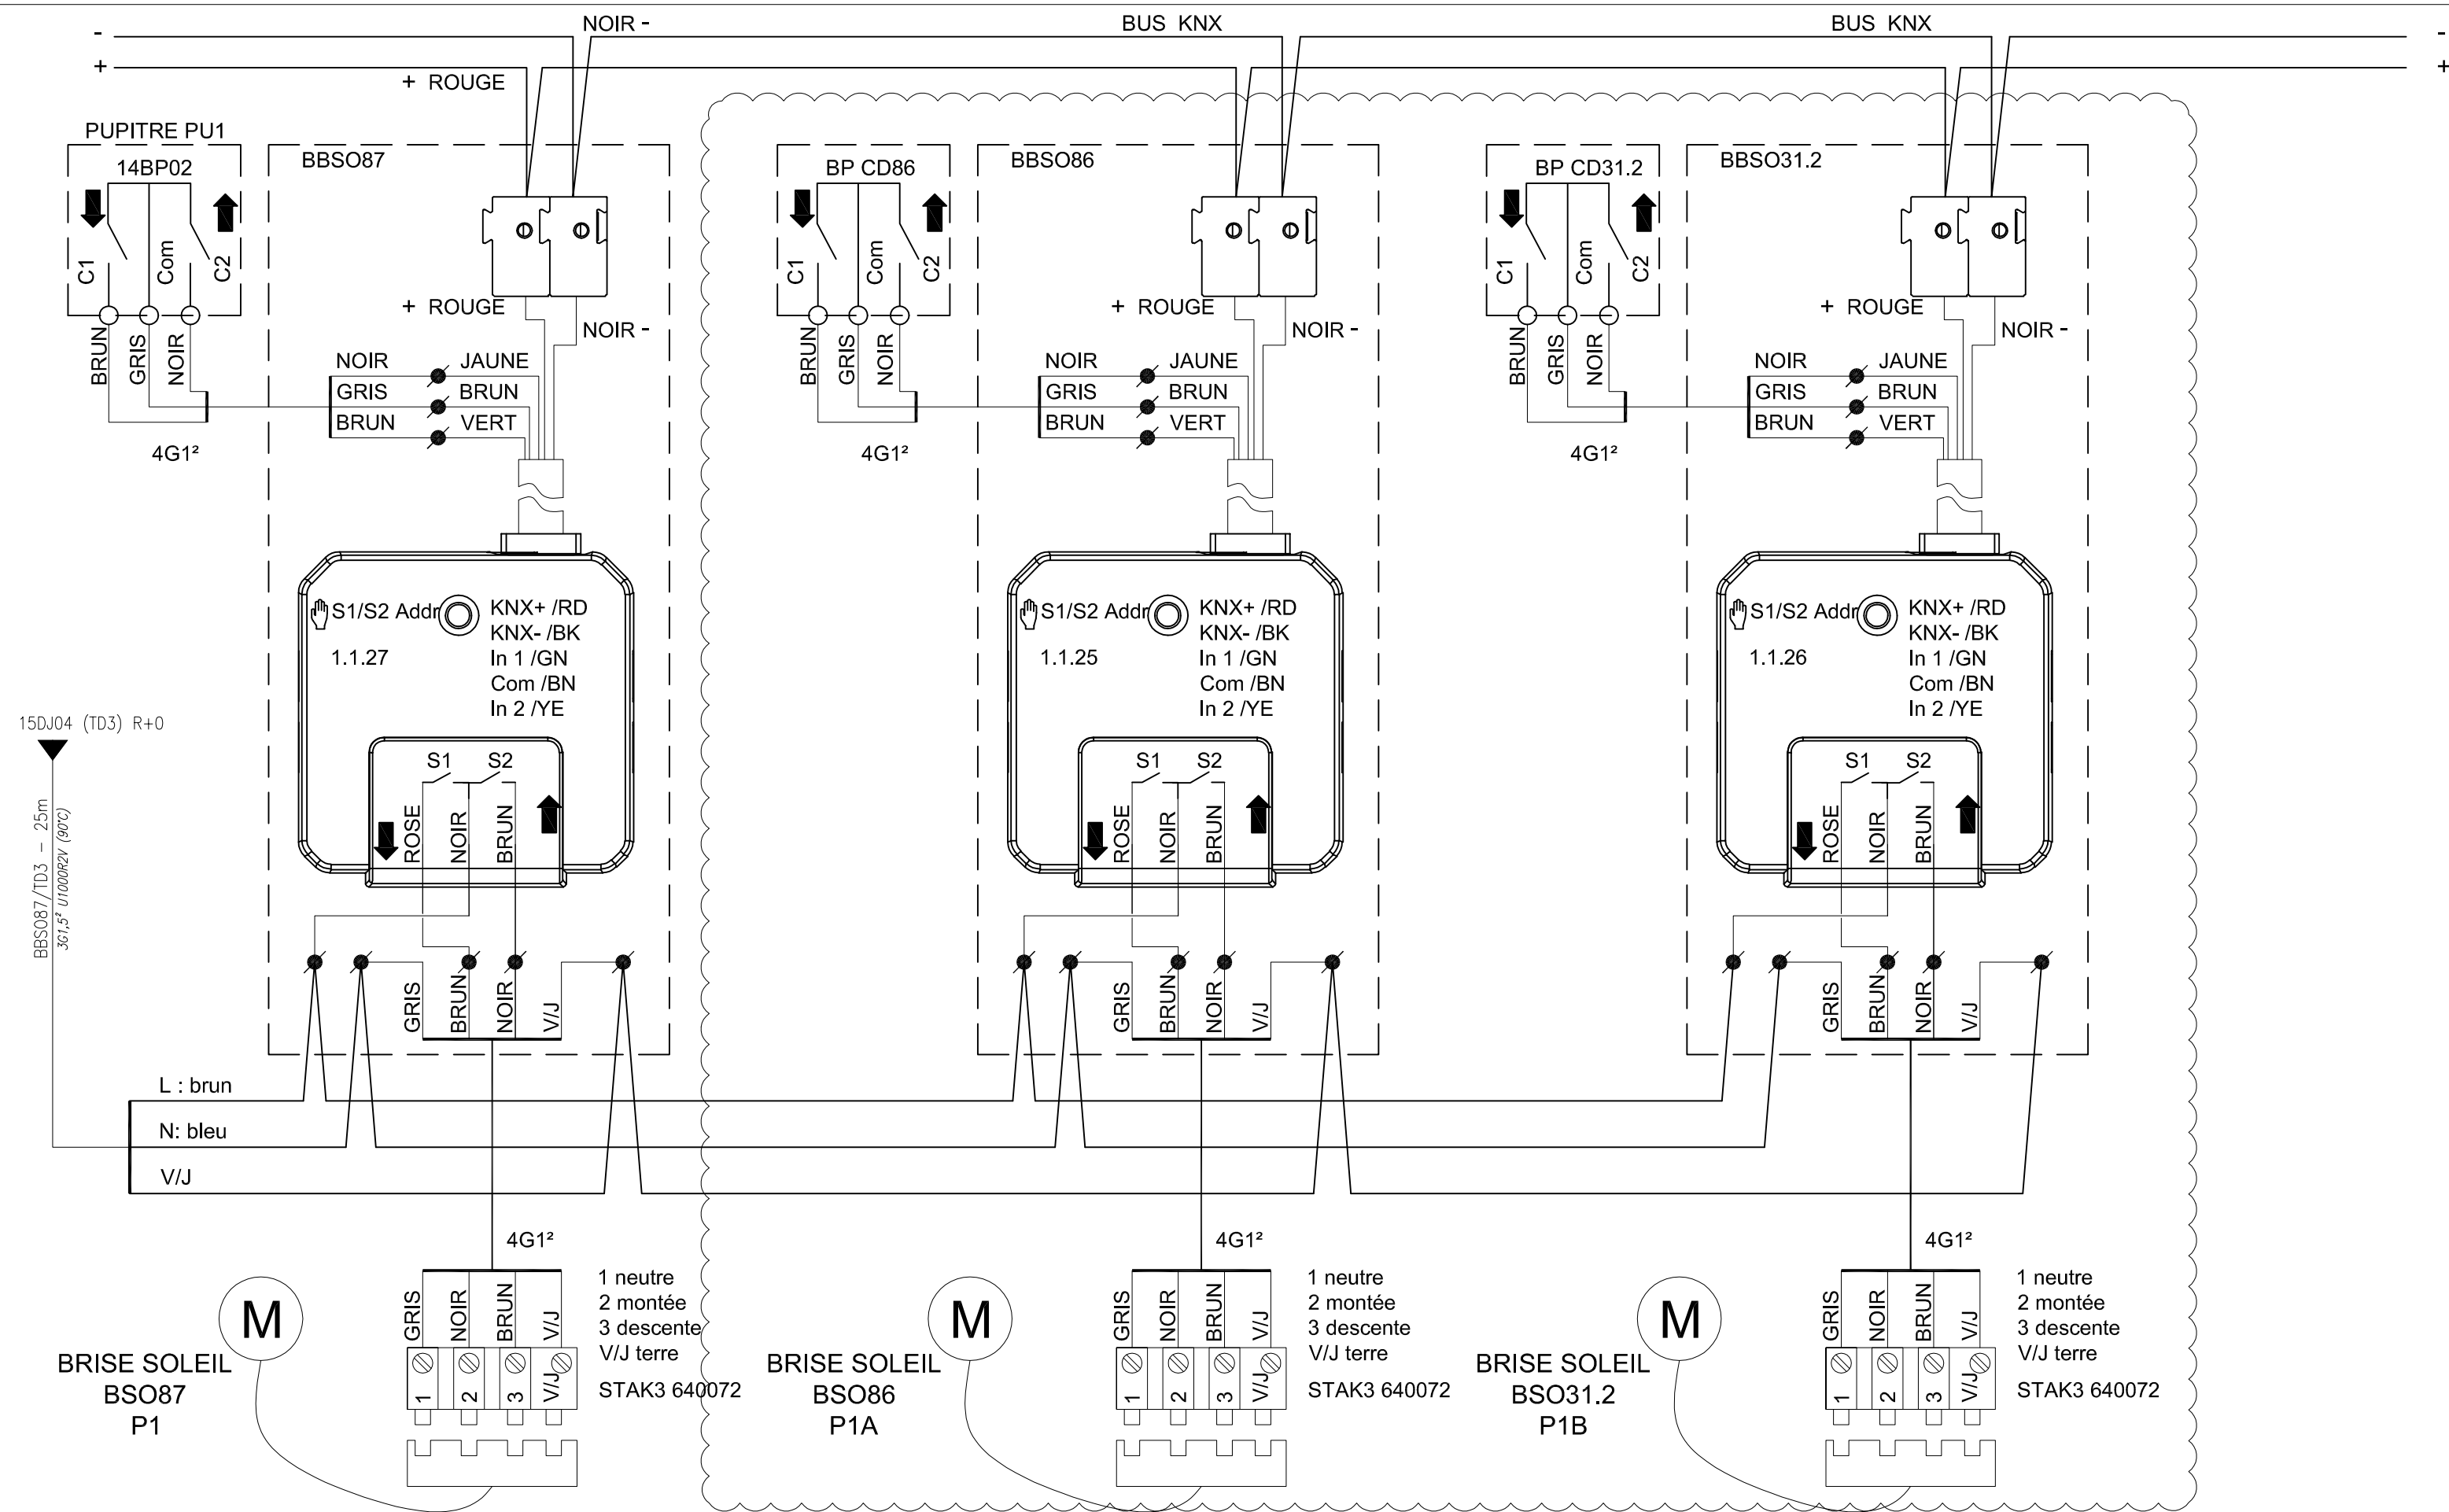 NOIR -
BUS KNX
BUS KNX
-
-
+
+ ROUGE
+
PUPITRE PU1
14BP02
C1
Com
C2
BRUN
GRIS
NOIR
4G1²
BBSO87
+ ROUGE
NOIR -
NOIR
JAUNE
GRIS
BRUN
BRUN
VERT
S1/S2 Addr
1.1.27
KNX+ /RD
KNX- /BK
In 1 /GN
Com /BN
In 2 /YE
S1
S2
ROSE
NOIR
BRUN
GRIS
BRUN
NOIR
V/J
BP CD86
C1
Com
C2
BRUN
GRIS
NOIR
4G1²
BBSO86
+ ROUGE
NOIR -
NOIR
JAUNE
GRIS
BRUN
BRUN
VERT
S1/S2 Addr
1.1.25
KNX+ /RD
KNX- /BK
In 1 /GN
Com /BN
In 2 /YE
S1
S2
ROSE
NOIR
BRUN
GRIS
BRUN
NOIR
V/J
BP CD31.2
C1
Com
C2
BRUN
GRIS
NOIR
4G1²
BBSO31.2
+ ROUGE
NOIR -
NOIR
JAUNE
GRIS
BRUN
BRUN
VERT
S1/S2 Addr
1.1.26
KNX+ /RD
KNX- /BK
In 1 /GN
Com /BN
In 2 /YE
S1
S2
ROSE
NOIR
BRUN
GRIS
BRUN
NOIR
V/J
15DJ04 (TD3) R+0
BBSO87/TD3 - 25m
3G1,5² U1000R2V (90°C)
L : brun
N: bleu
V/J
4G1²
GRIS
NOIR
BRUN
V/J
1
2
3
V/J
1 neutre
2 montée
3 descente
V/J terre
STAK3 640072
M
BRISE SOLEIL
BSO87
P1
4G1²
GRIS
NOIR
BRUN
V/J
1
2
3
V/J
1 neutre
2 montée
3 descente
V/J terre
STAK3 640072
M
BRISE SOLEIL
BSO86
P1A
4G1²
GRIS
NOIR
BRUN
V/J
1
2
3
V/J
1 neutre
2 montée
3 descente
V/J terre
STAK3 640072
M
BRISE SOLEIL
BSO31.2
P1B